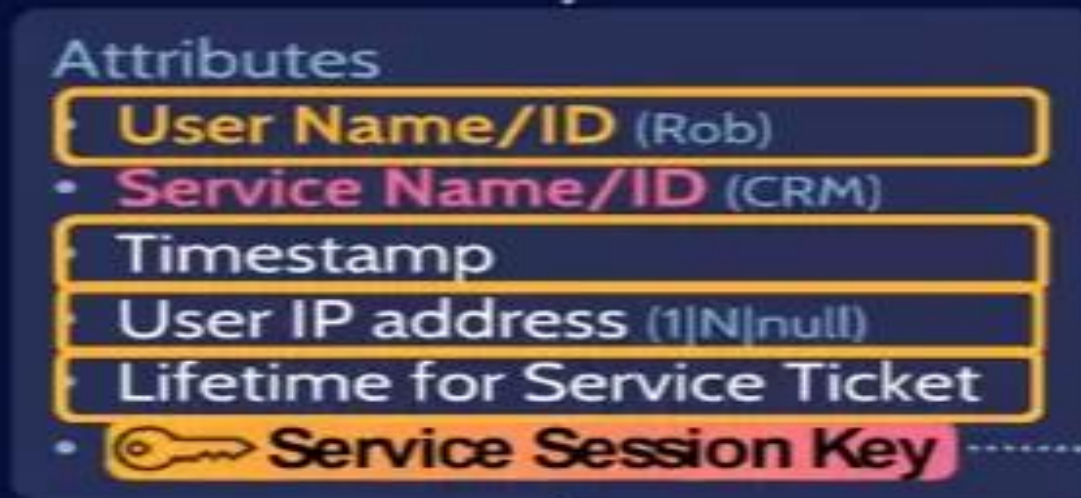 Attributes
User Name/ID (Rob)
• Service Name/ID (CRM)
Timestamp
User IP address (1|N|null)
Lifetime for Service Ticket
• Service Session Key